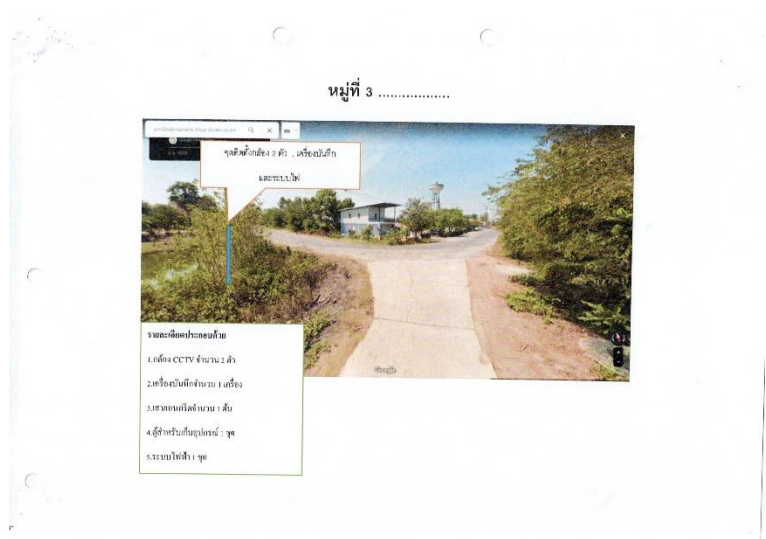 หมู่ที่ 3 ..................
จุดติดตั้งกล้อง 2 ตัว , เครื่องบันทึก
และระบบไฟ
รายละเอียดประกอบด้วย
1.กล้อง CCTV จำนวน 2 ตัว
2.เครื่องบันทึกจำนวน 1 เครื่อง
3.เสาคอนกรีตจำนวน 1 ต้น
4.ตู้สำหรับเก็บอุปกรณ์ 1 ชุด
5.ระบบไฟฟ้า 1 ชุด
Google